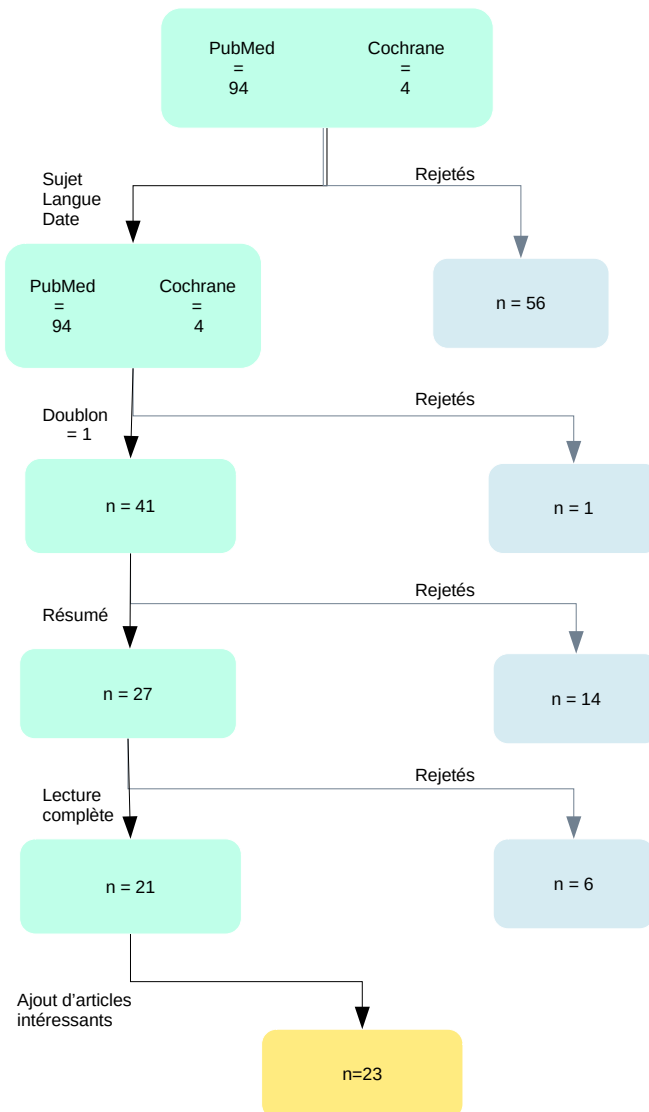 PubMed
=
94
Cochrane
=
4
Sujet
Langue
Date
Rejetés
PubMed
=
94
Cochrane
=
4
n = 56
Doublon
= 1
Rejetés
n = 41
n = 1
Résumé
Rejetés
n = 27
n = 14
Lecture
complète
Rejetés
n = 21
n = 6
Ajout d’articles
intéressants
n=23